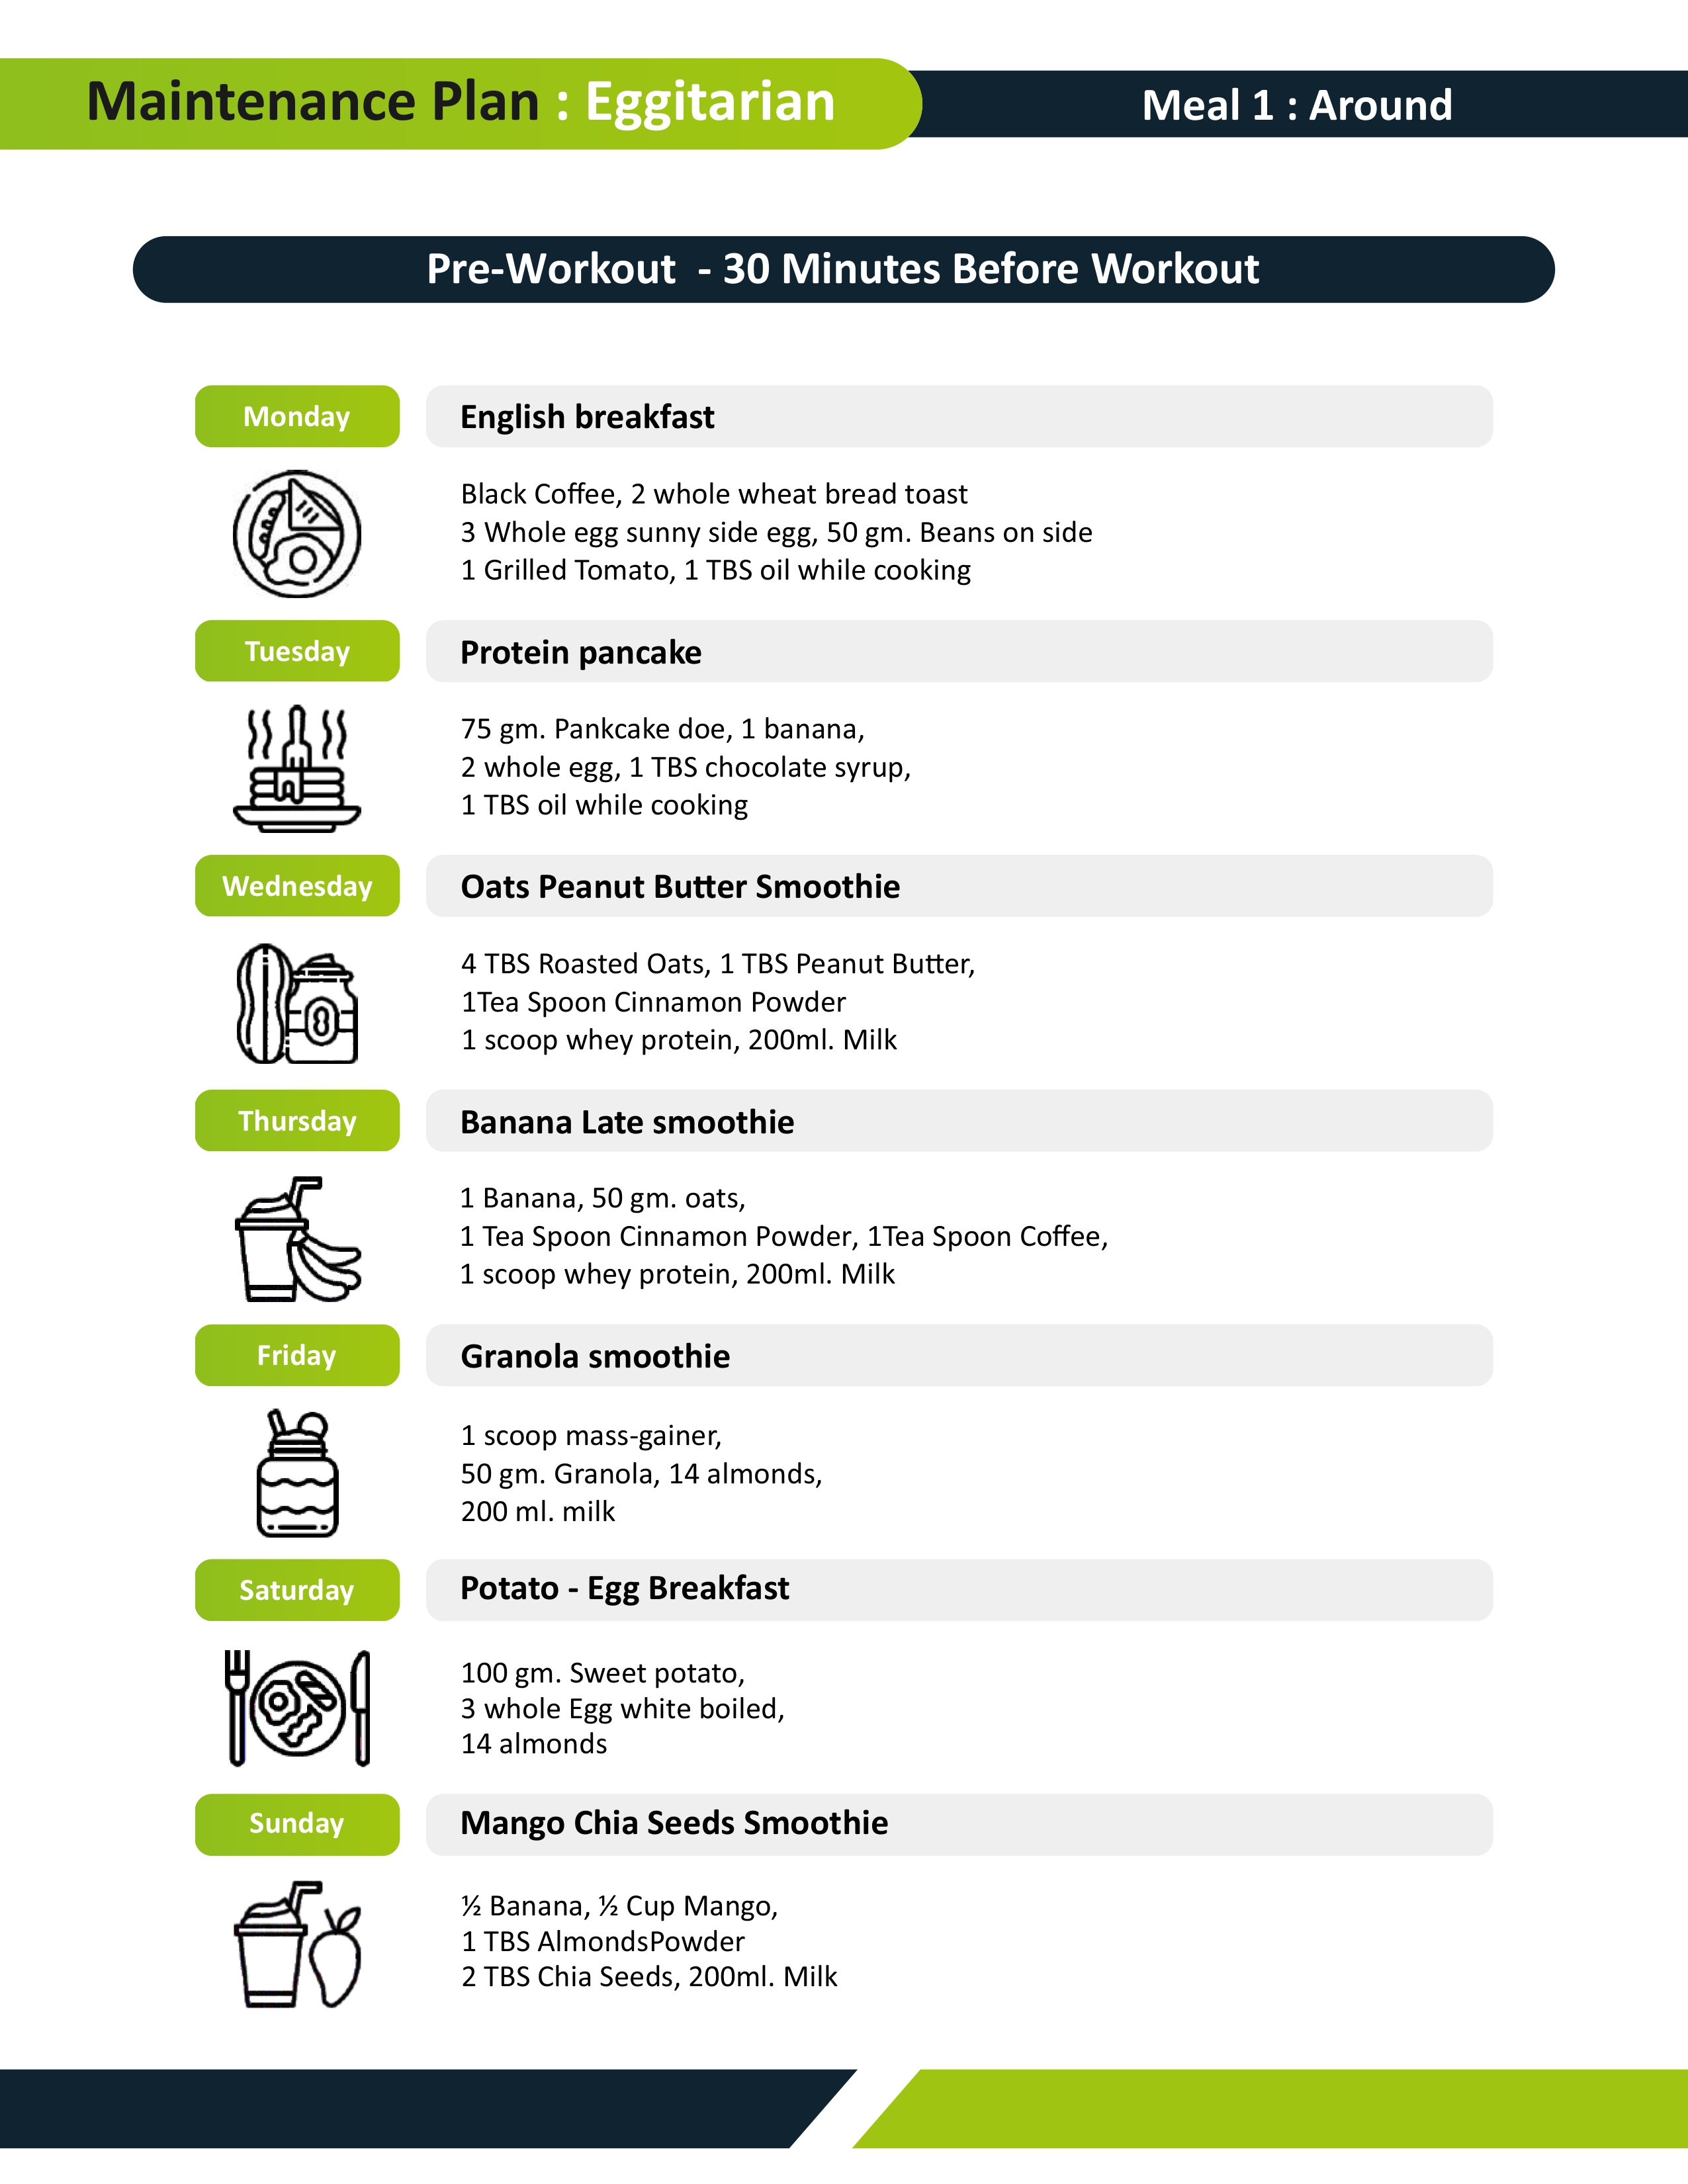 Maintenance Plan : Eggitarian
Meal 1 : Around
Pre-Workout - 30 Minutes Before Workout
Monday
English breakfast
Black Coffee, 2 whole wheat bread toast
3 Whole egg sunny side egg, 50 gm. Beans on side
1 Grilled Tomato, 1 TBS oil while cooking
Tuesday
Protein pancake
75 gm. Pankcake doe, 1 banana,
2 whole egg, 1 TBS chocolate syrup,
1 TBS oil while cooking
Wednesday
Oats Peanut Butter Smoothie
4 TBS Roasted Oats, 1 TBS Peanut Butter,
1Tea Spoon Cinnamon Powder
1 scoop whey protein, 200ml. Milk
Thursday
Banana Late smoothie
1 Banana, 50 gm. oats,
1 Tea Spoon Cinnamon Powder, 1Tea Spoon Coffee,
1 scoop whey protein, 200ml. Milk
Friday
Granola smoothie
1 scoop mass-gainer,
50 gm. Granola, 14 almonds,
200 ml. milk
Saturday
Potato - Egg Breakfast
100 gm. Sweet potato,
3 whole Egg white boiled,
14 almonds
Sunday
Mango Chia Seeds Smoothie
½ Banana, ½ Cup Mango,
1 TBS AlmondsPowder
2 TBS Chia Seeds, 200ml. Milk